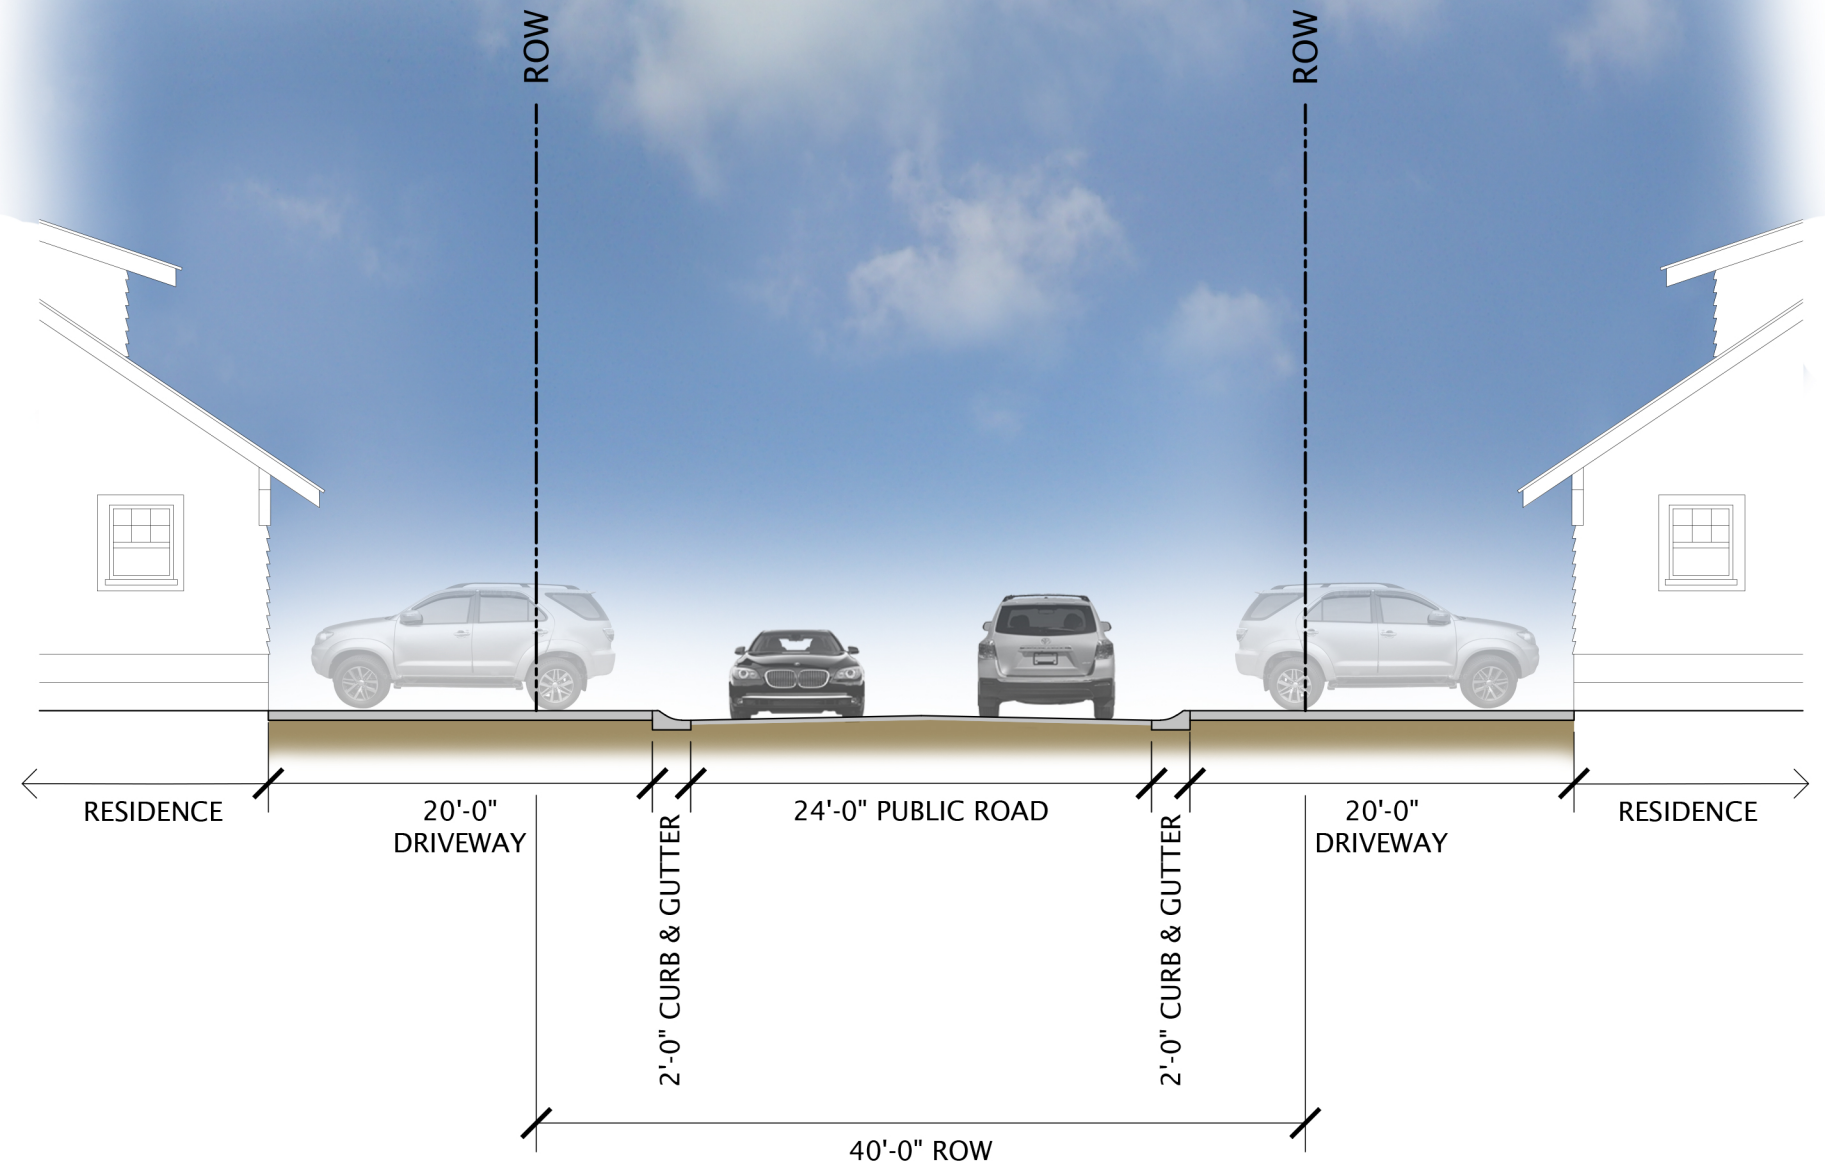 ROW
ROW
RESIDENCE
20'-0"
DRIVEWAY
2'-0" CURB & GUTTER
24'-0" PUBLIC ROAD
2'-0" CURB & GUTTER
20'-0"
DRIVEWAY
RESIDENCE
40'-0" ROW